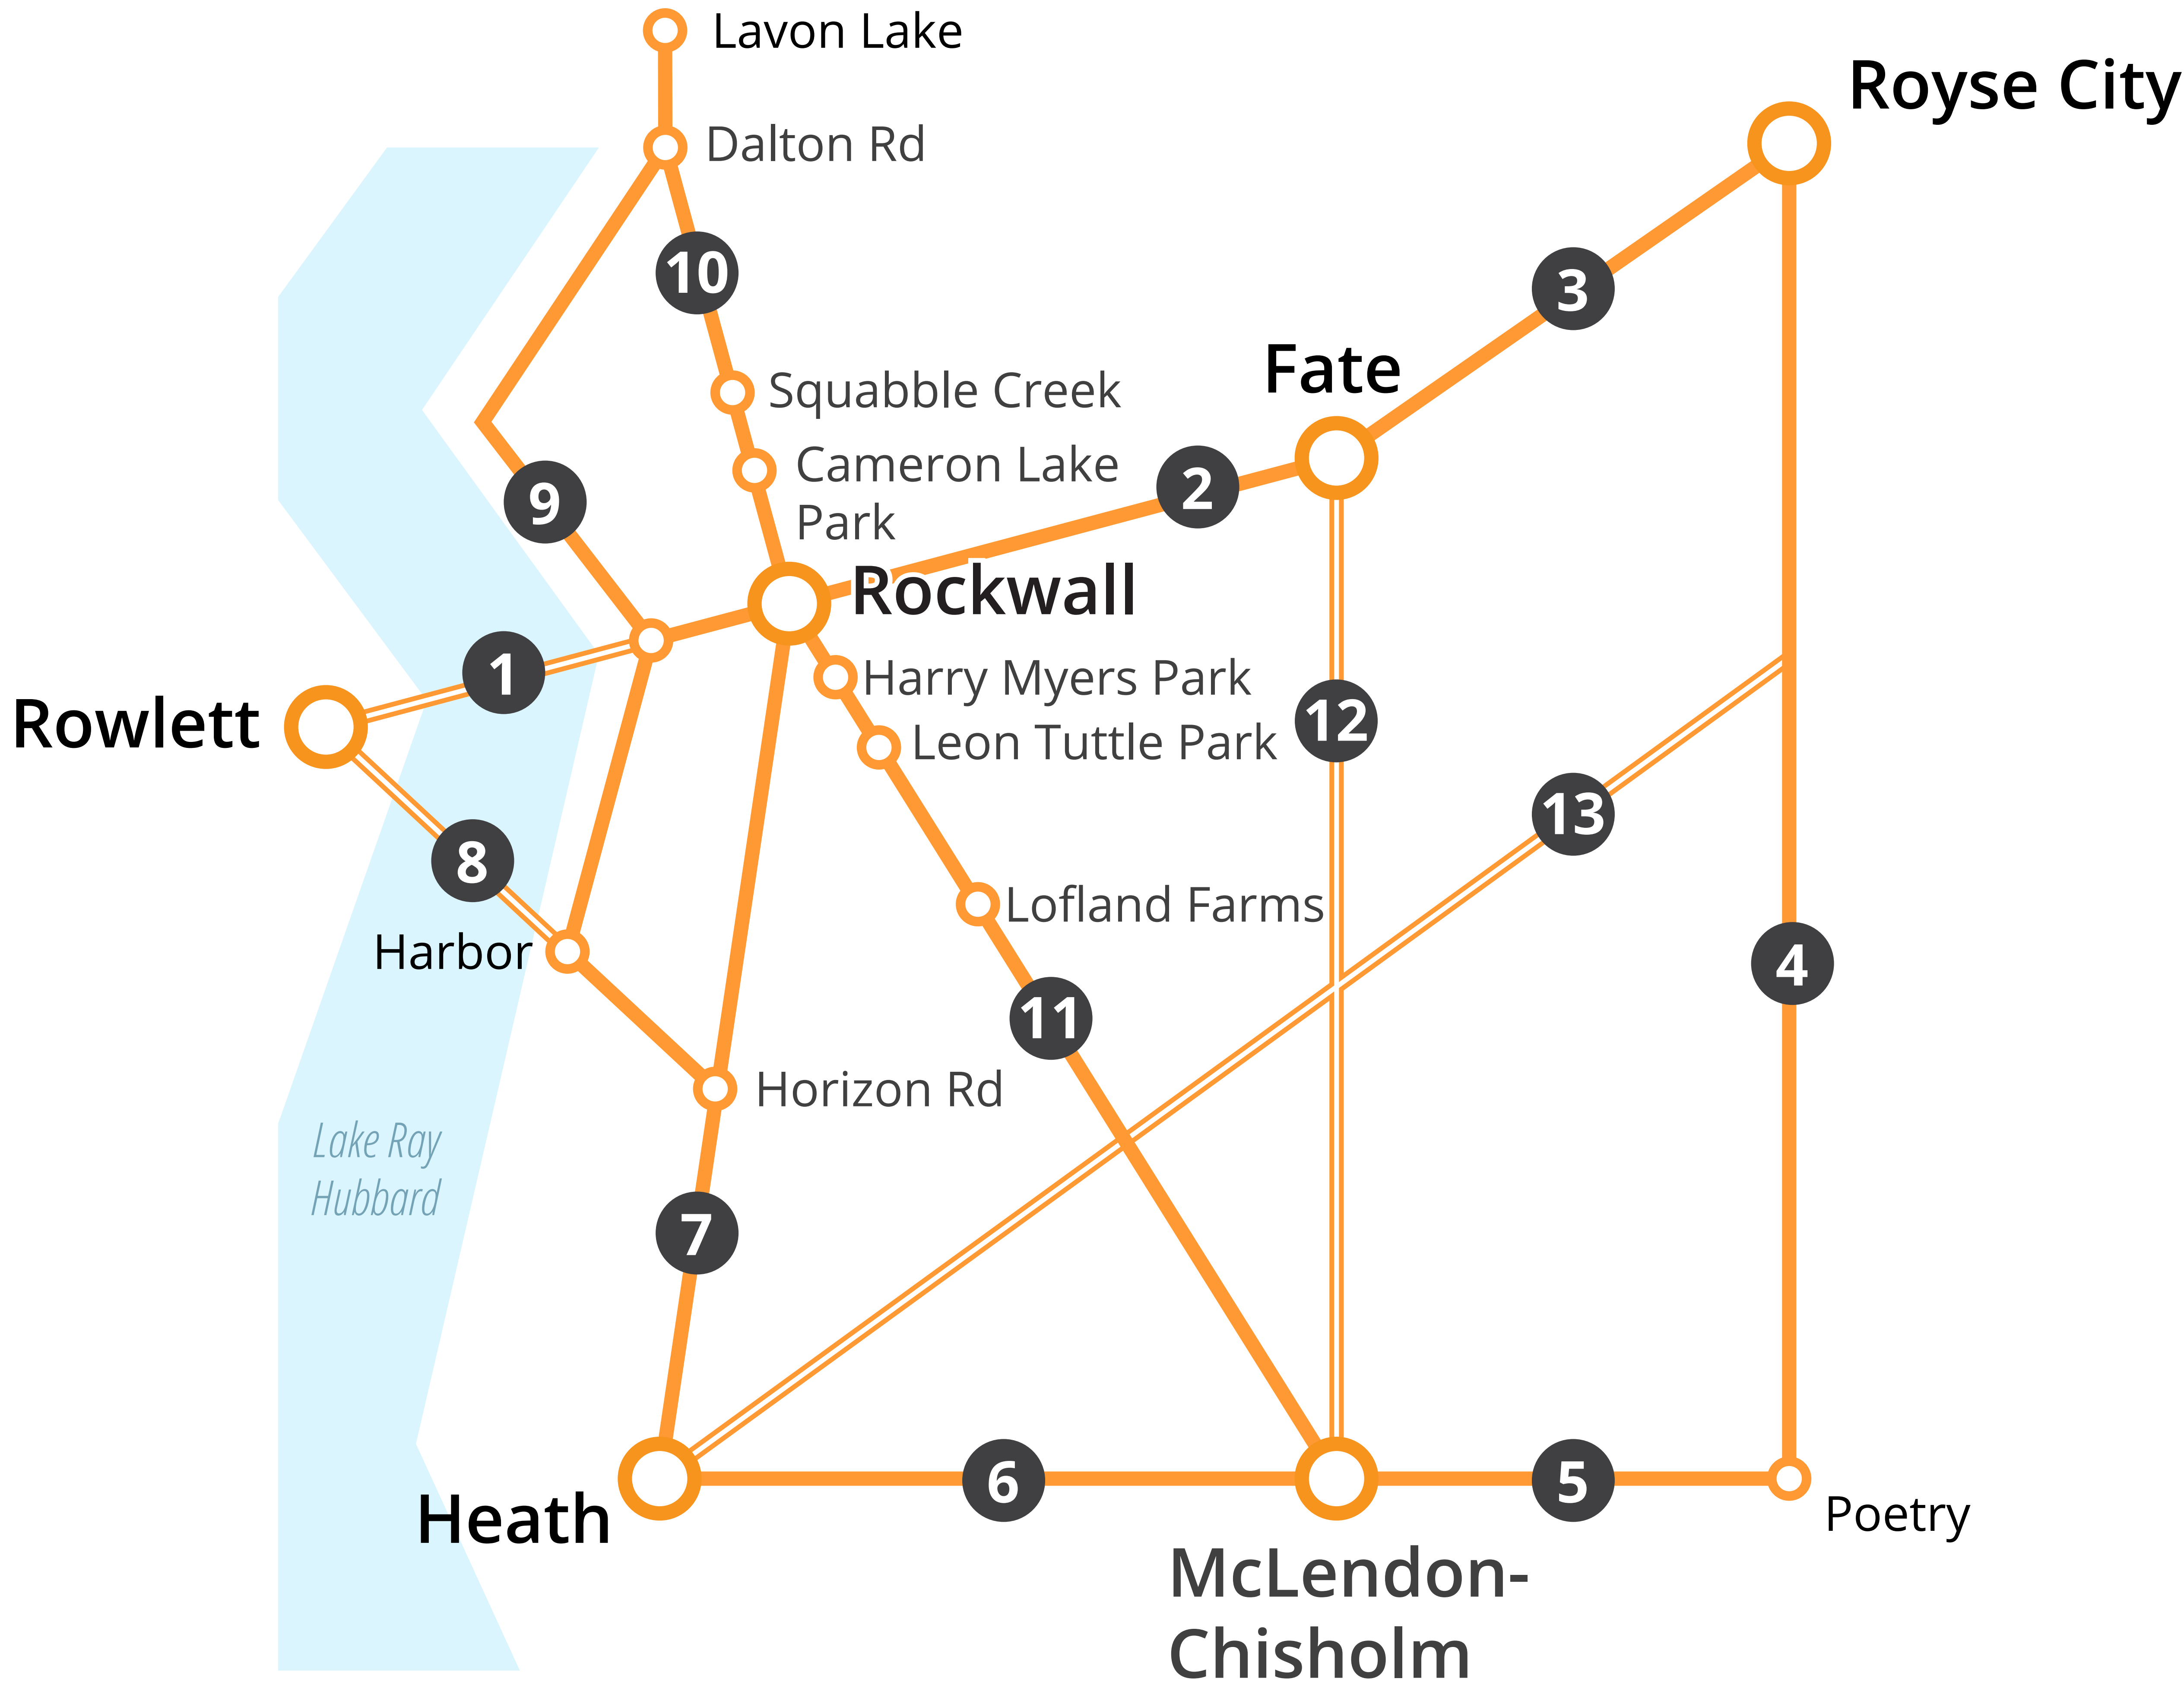 Lavon Lake
Royse City
Dalton Rd
10
3
Fate
Squabble Creek
Cameron Lake
Park
2
9
Rockwall
1
Harry Myers Park
Rowlett
Leon Tuttle Park
12
13
8
Lofland Farms
Harbor
4
11
Horizon Rd
Lake Ray
Hubbard
7
6
5
Heath
Poetry
McLendon-
Chisholm